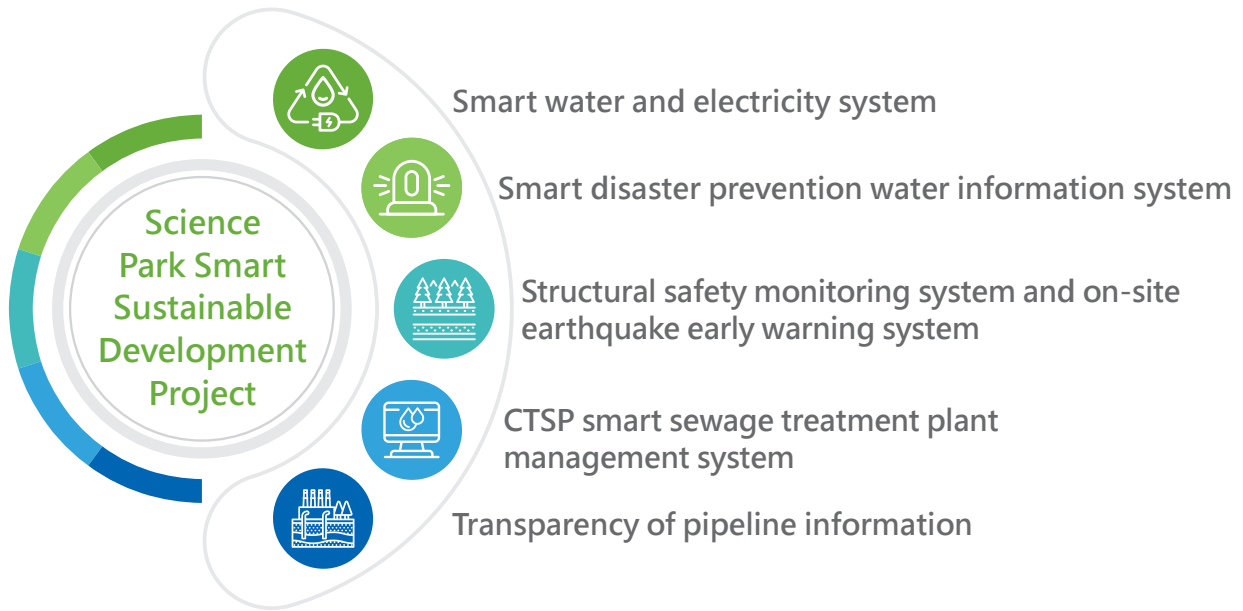 Science
Park Smart
Sustainable
Development
Project
Smart water and electricity system
Smart disaster prevention water information system
Structural safety monitoring system and on-site
earthquake early warning system
CTSP smart sewage treatment plant
management system
Transparency of pipeline information